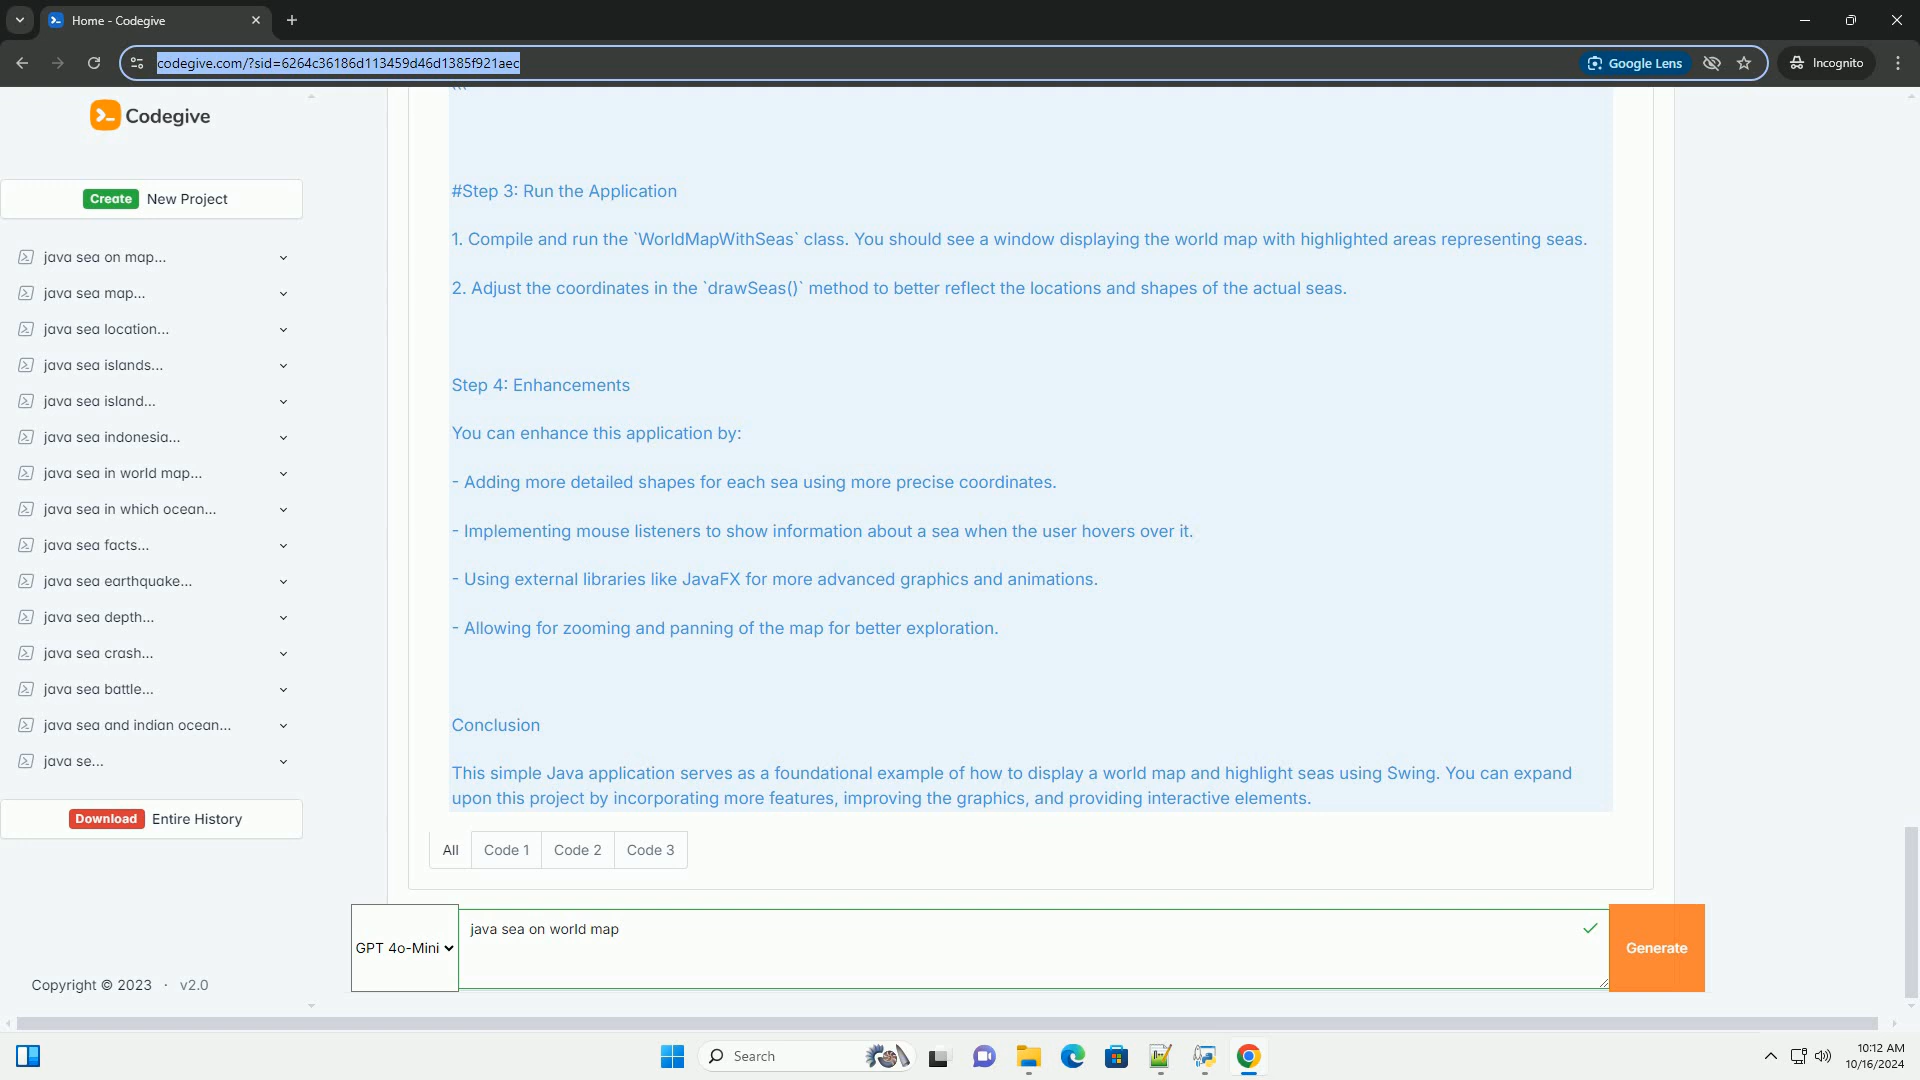 Home - Codegive
codegive.com/?sid=6264c36186d113459d46d1385f921aec
Google Lens
Incognito
Codegive
Create New Project
java sea on map...
java sea map...
java sea location...
java sea islands...
java sea island...
java sea indonesia...
java sea in world map...
java sea in which ocean...
java sea facts...
java sea earthquake...
java sea depth...
java sea crash...
java sea battle...
java sea and indian ocean...
java se...
Download Entire History
Copyright © 2023 · v2.0
```
#Step 3: Run the Application
1. Compile and run the `WorldMapWithSeas` class. You should see a window displaying the world map with highlighted areas representing seas.
2. Adjust the coordinates in the `drawSeas()` method to better reflect the locations and shapes of the actual seas.
Step 4: Enhancements
You can enhance this application by:
- Adding more detailed shapes for each sea using more precise coordinates.
- Implementing mouse listeners to show information about a sea when the user hovers over it.
- Using external libraries like JavaFX for more advanced graphics and animations.
- Allowing for zooming and panning of the map for better exploration.
Conclusion
This simple Java application serves as a foundational example of how to display a world map and highlight seas using Swing. You can expand
upon this project by incorporating more features, improving the graphics, and providing interactive elements.
All Code 1 Code 2 Code 3
GPT 4o-Mini
java sea on world map
Generate
Search
10:12 AM
10/16/2024